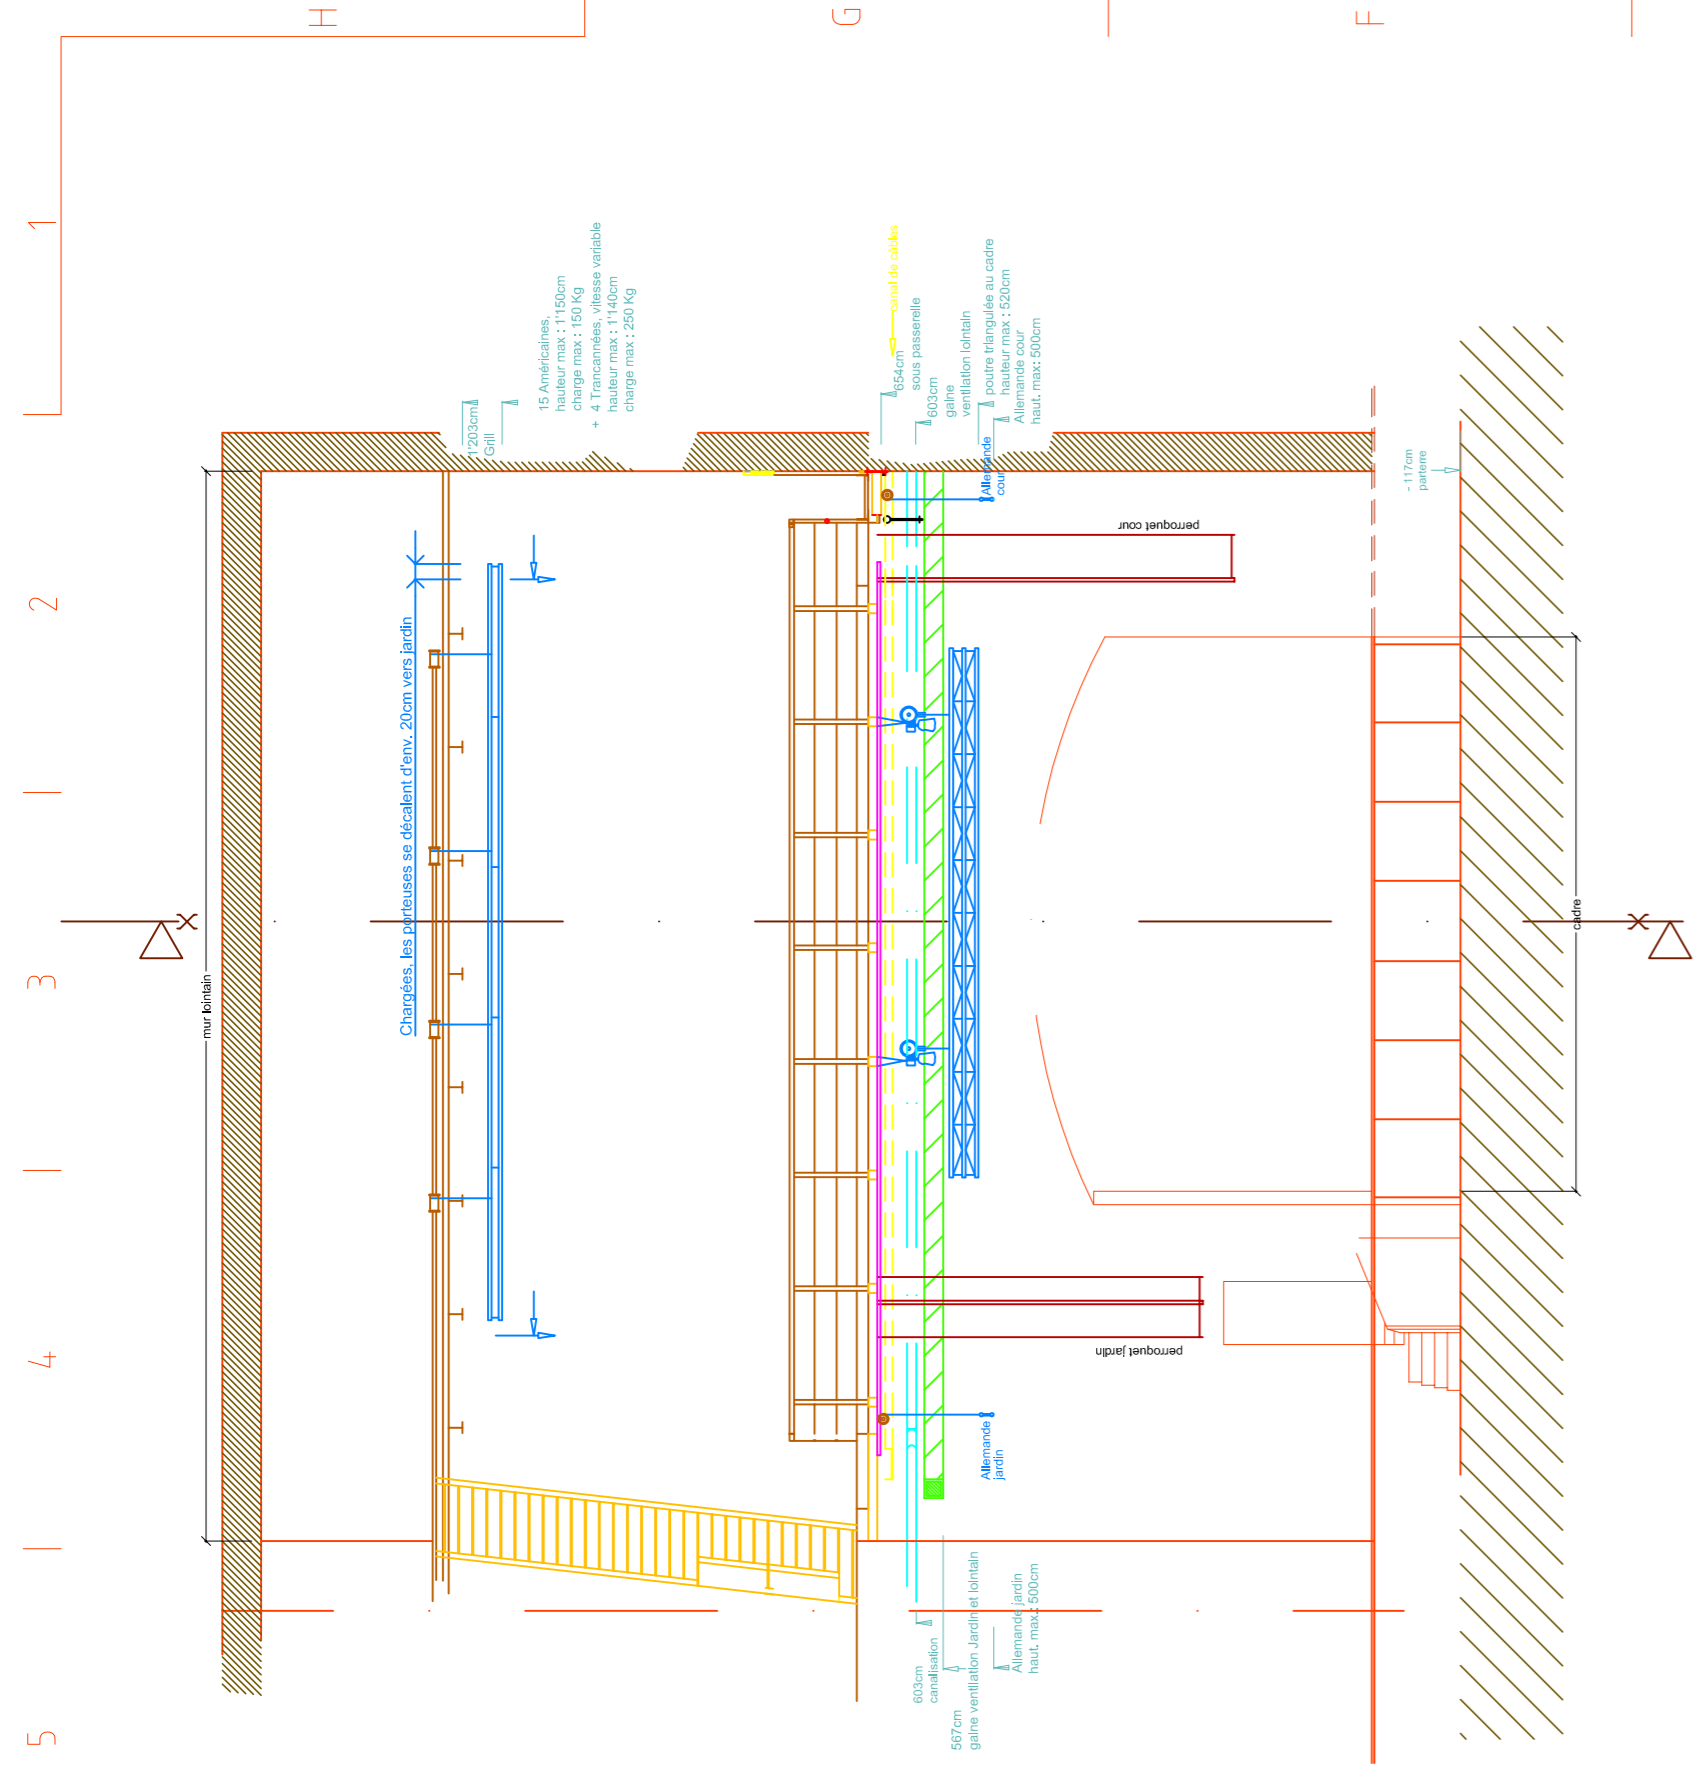 H
G
F
1
2
3
4
5
15 Américaines,
hauteur max : 1'150cm
charge max : 150 Kg
+ 4 Trancannées, vitesse variable
hauteur max : 1'140cm
charge max : 250 Kg
1'203cm
Grill
canal de câbles
654cm
sous passerelle
603cm
gaine
ventilation lointain
poutre triangulée au cadre
hauteur max : 520cm
Allemande cour
haut. max: 500cm
Allemande
cour
- 117cm
parterre
perroquet cour
Chargées, les porteuses se décalent d'env. 20cm vers jardin
mur lointain
X
X
cadre
perroquet jardin
Allemande
jardin
603cm
canalisation
567cm
gaine ventilation Jardin et lointain
Allemande jardin
haut. max.: 500cm